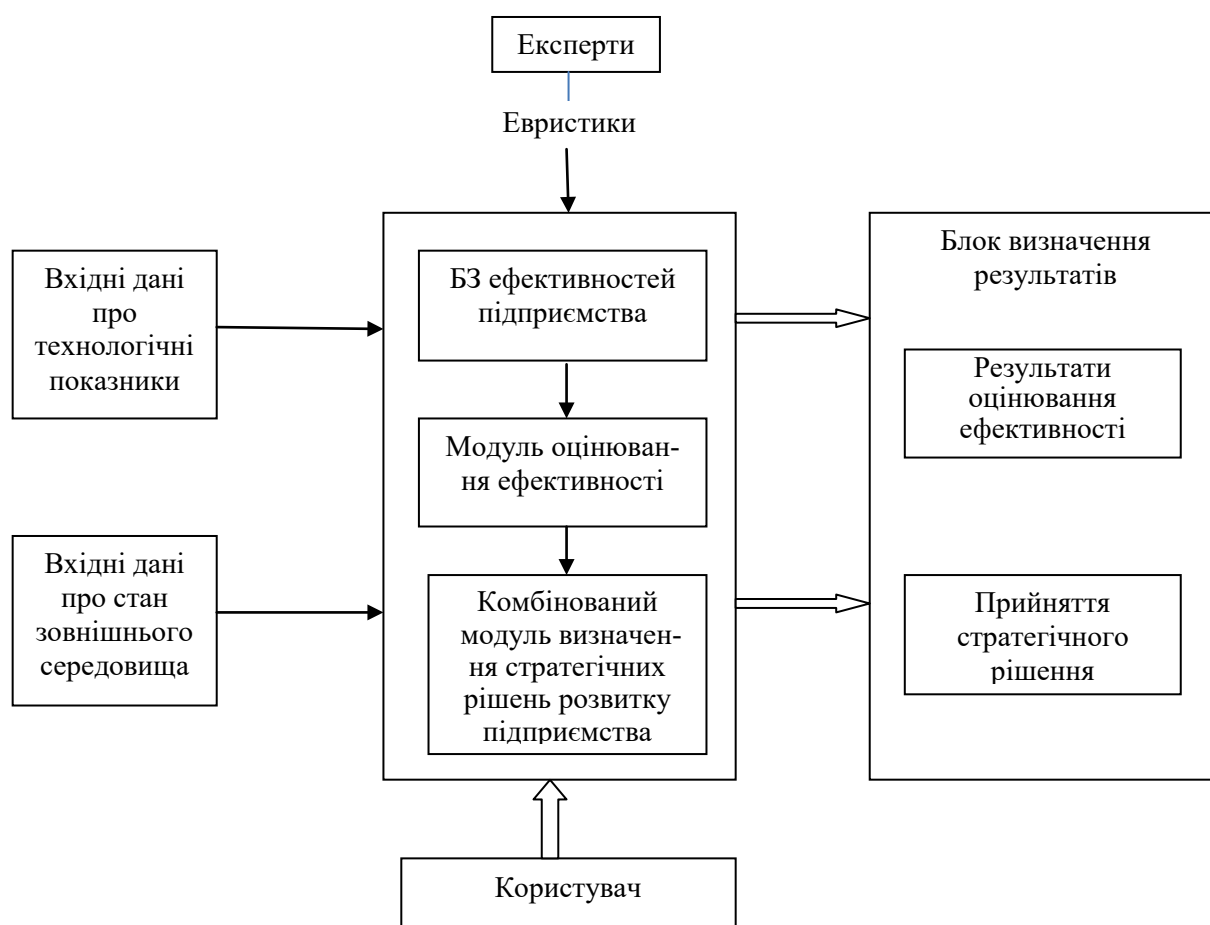 Експерти
Евристики
Вхідні дані
про
технологічні
показники
Вхідні дані
про стан
зовнішнього
середовища
БЗ ефективностей
підприємства
Модуль оцінюван-
ня ефективності
Комбінований
модуль визначен-
ня стратегічних
рішень розвитку
підприємства
Блок визначення
результатів
Результати
оцінювання
ефективності
Прийняття
стратегічного
рішення
Користувач